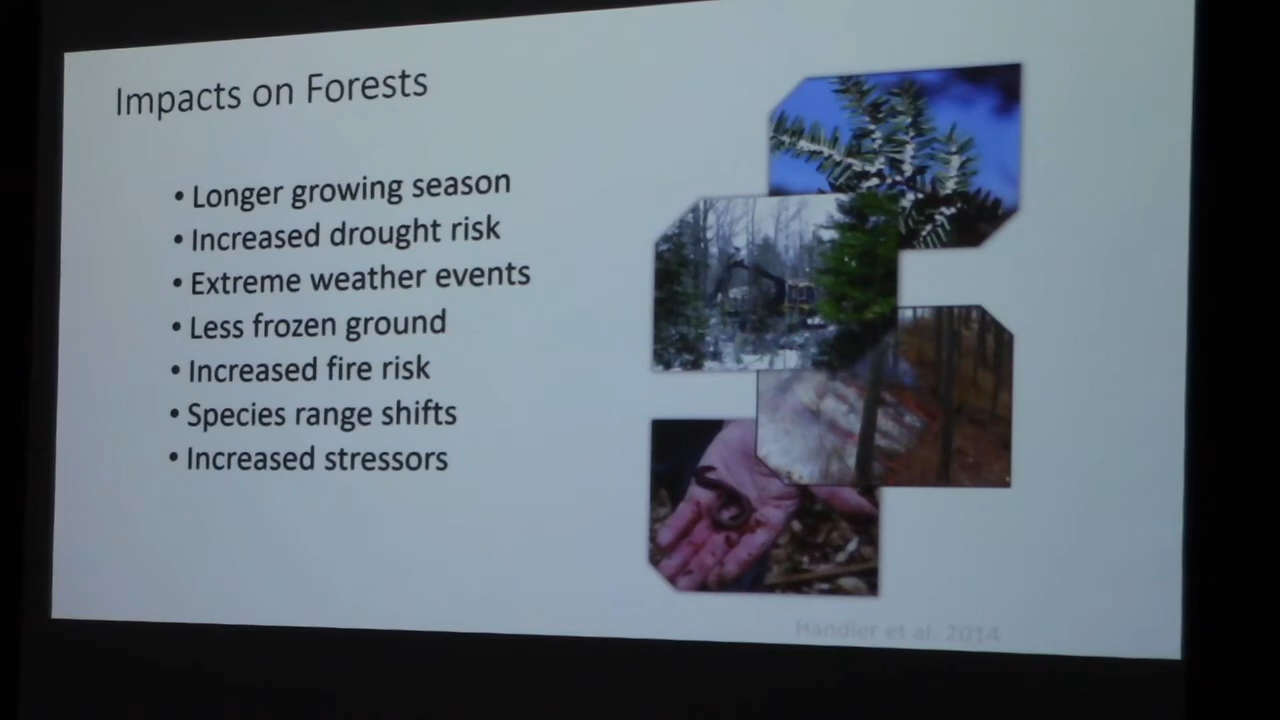 Impacts on Forests
• Longer growing season
• Increased drought risk
• Extreme weather events
• Less frozen ground
• Increased fire risk
• Species range shifts
• Increased stressors
Handler et al. 2014